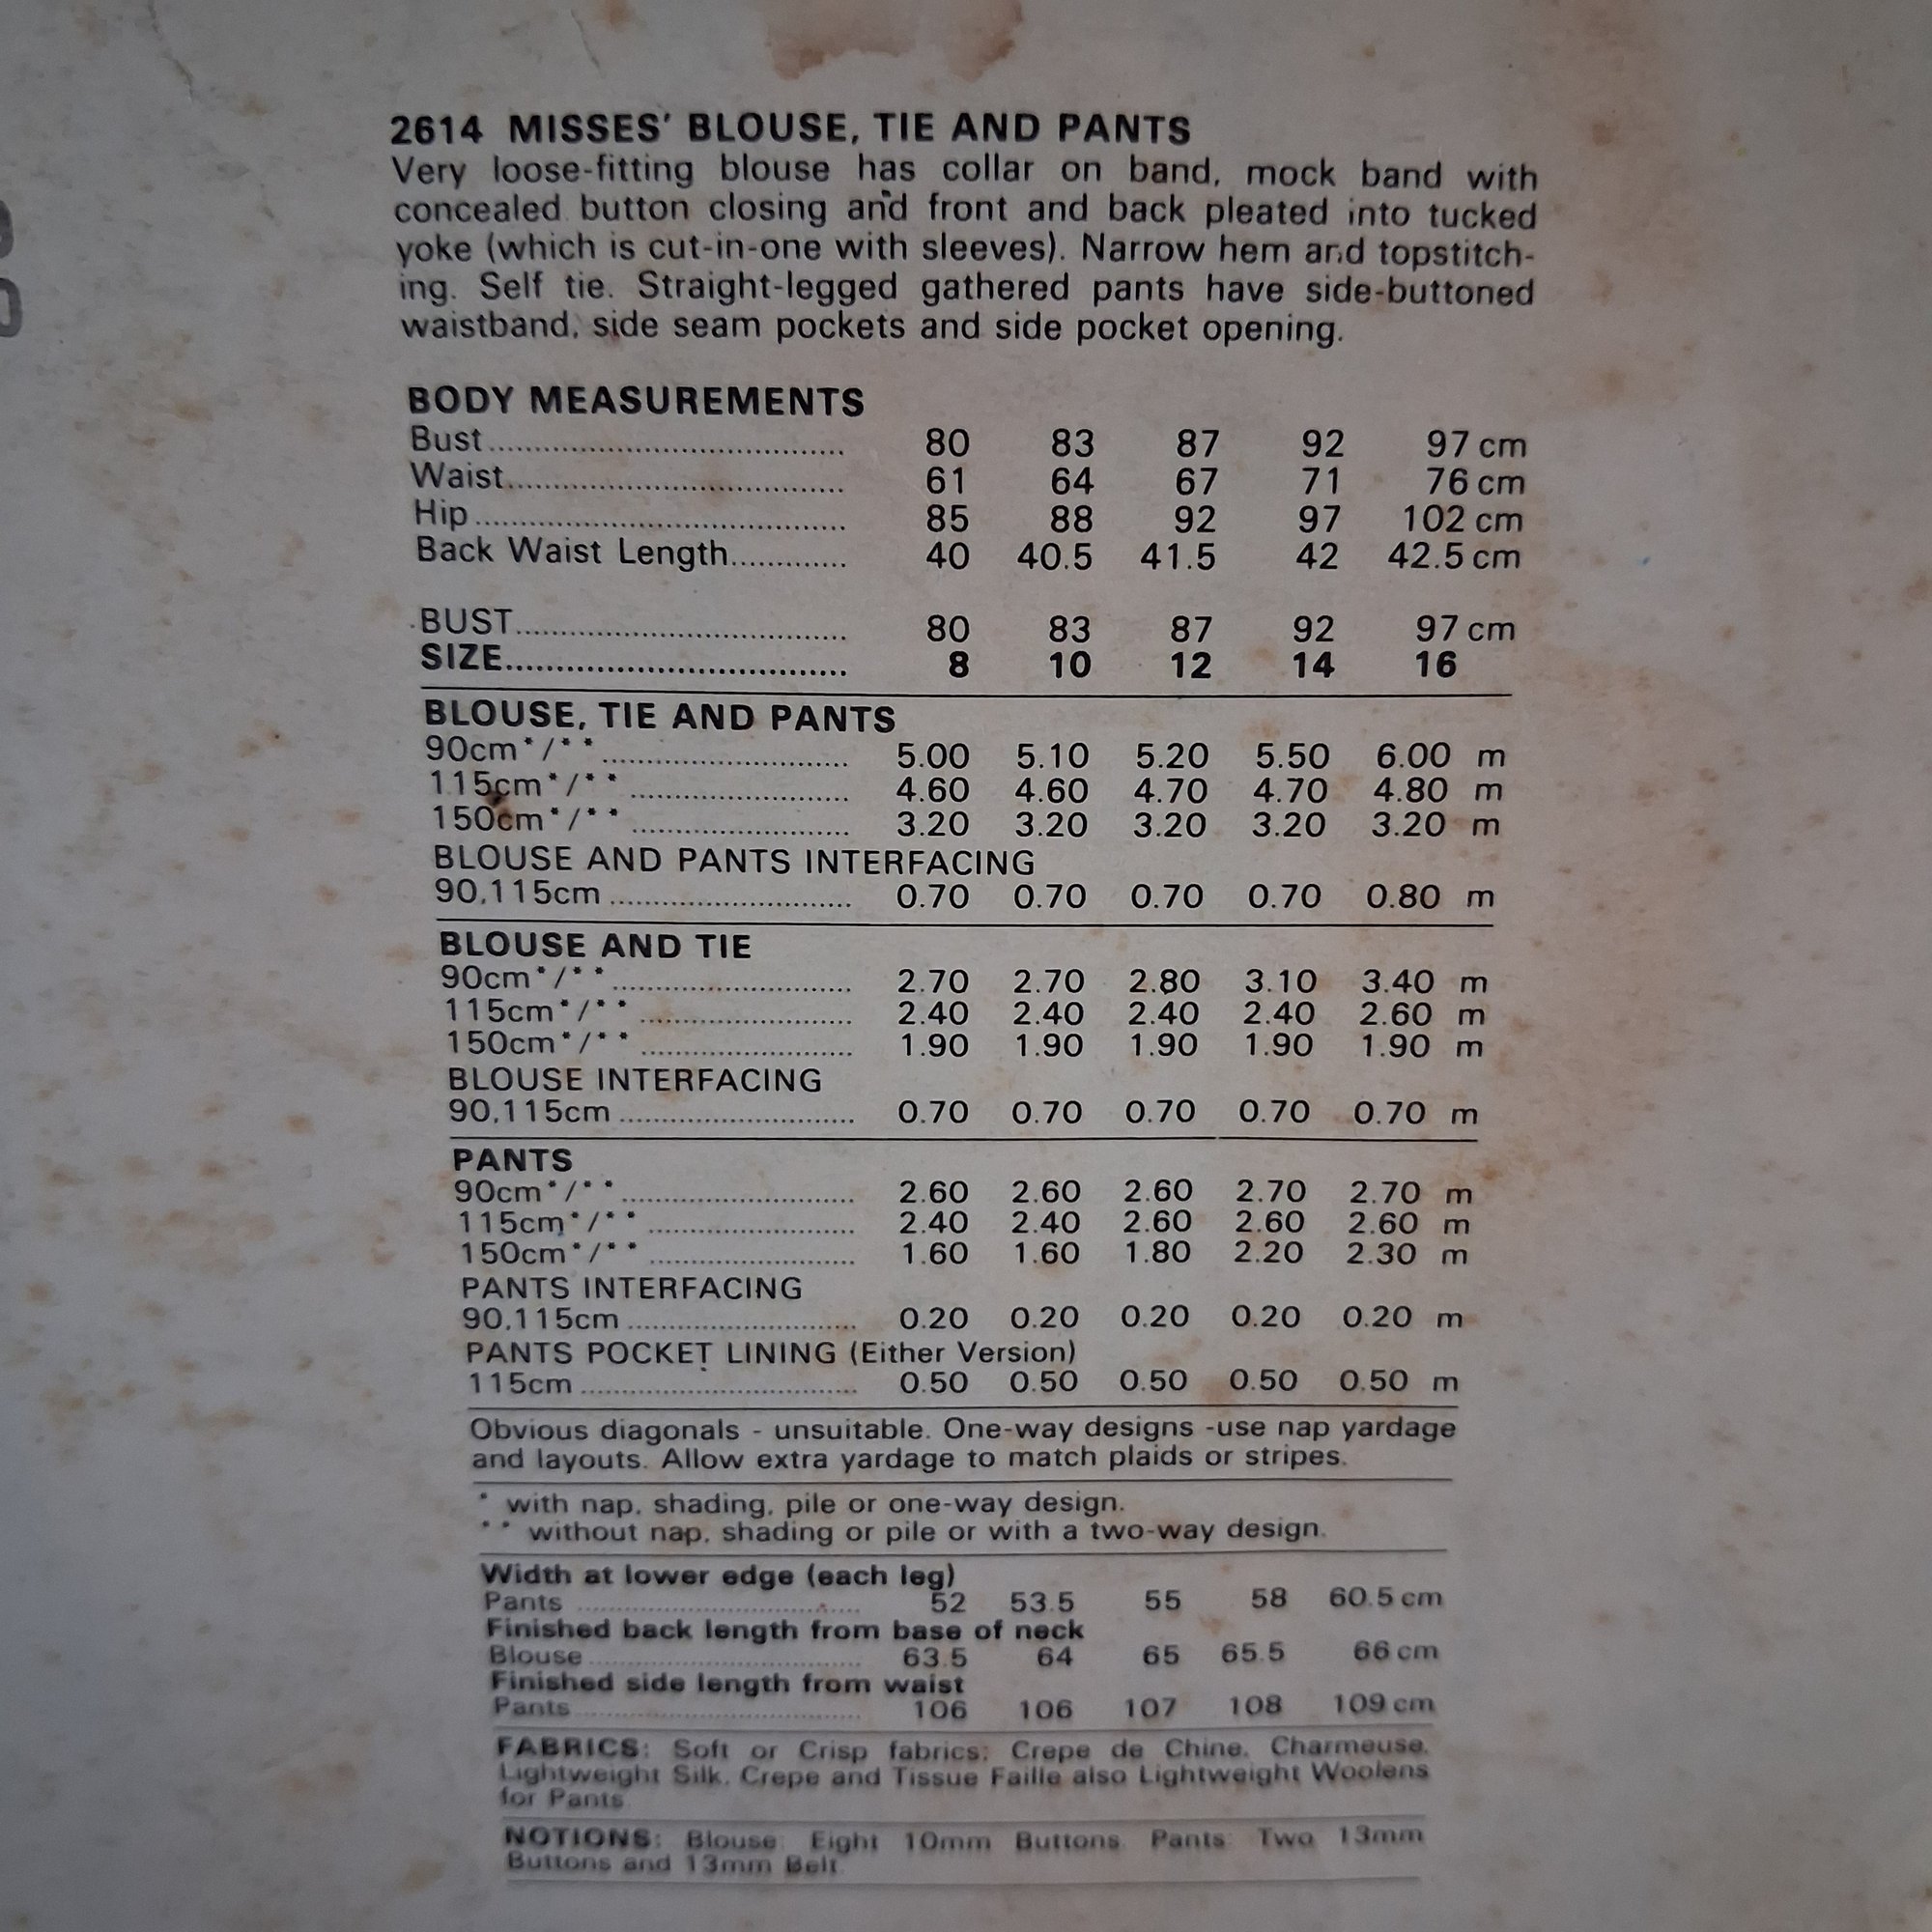 2614 MISSES' BLOUSE, TIE AND PANTS
Very loose-fitting blouse has collar on band, mock band with
concealed button closing and front and back pleated into tucked
yoke (which is cut-in-one with sleeves). Narrow hem and topstitch-
ing. Self tie. Straight-legged gathered pants have side-buttoned
waistband, side seam pockets and side pocket opening.
BODY MEASUREMENTS
Bust 80 83 87 92 97 cm
Waist 61 64 67 71 76 cm
Hip 85 88 92 97 102 cm
Back Waist Length 40 40.5 41.5 42 42.5 cm
BUST 80 83 87 92 97 cm
SIZE 8 10 12 14 16
BLOUSE, TIE AND PANTS
90cm*/** 5.00 5.10 5.20 5.50 6.00 m
115cm*/** 4.60 4.60 4.70 4.70 4.80 m
150cm*/** 3.20 3.20 3.20 3.20 3.20 m
BLOUSE AND PANTS INTERFACING
90,115cm 0.70 0.70 0.70 0.70 0.80 m
BLOUSE AND TIE
90cm*/** 2.70 2.70 2.80 3.10 3.40 m
115cm*/** 2.40 2.40 2.40 2.40 2.60 m
150cm*/** 1.90 1.90 1.90 1.90 1.90 m
BLOUSE INTERFACING
90,115cm 0.70 0.70 0.70 0.70 0.70 m
PANTS
90cm*/** 2.60 2.60 2.60 2.70 2.70 m
115cm*/** 2.40 2.40 2.60 2.60 2.60 m
150cm*/** 1.60 1.60 1.80 2.20 2.30 m
PANTS INTERFACING
90,115cm 0.20 0.20 0.20 0.20 0.20 m
PANTS POCKET LINING (Either Version)
115cm 0.50 0.50 0.50 0.50 0.50 m
Obvious diagonals - unsuitable. One-way designs -use nap yardage
and layouts. Allow extra yardage to match plaids or stripes.
* with nap, shading, pile or one-way design.
** without nap, shading or pile or with a two-way design.
Width at lower edge (each leg)
Pants 52 53.5 55 58 60.5 cm
Finished back length from base of neck
Blouse 63.5 64 65 65.5 66 cm
Finished side length from waist
Pants 106 106 107 108 109 cm
FABRICS: Soft or Crisp fabrics; Crepe de Chine, Charmeuse,
Lightweight Silk, Crepe and Tissue Faille also Lightweight Woolens
for Pants
NOTIONS: Blouse: Eight 10mm Buttons. Pants: Two 13mm
Buttons and 13mm Belt.